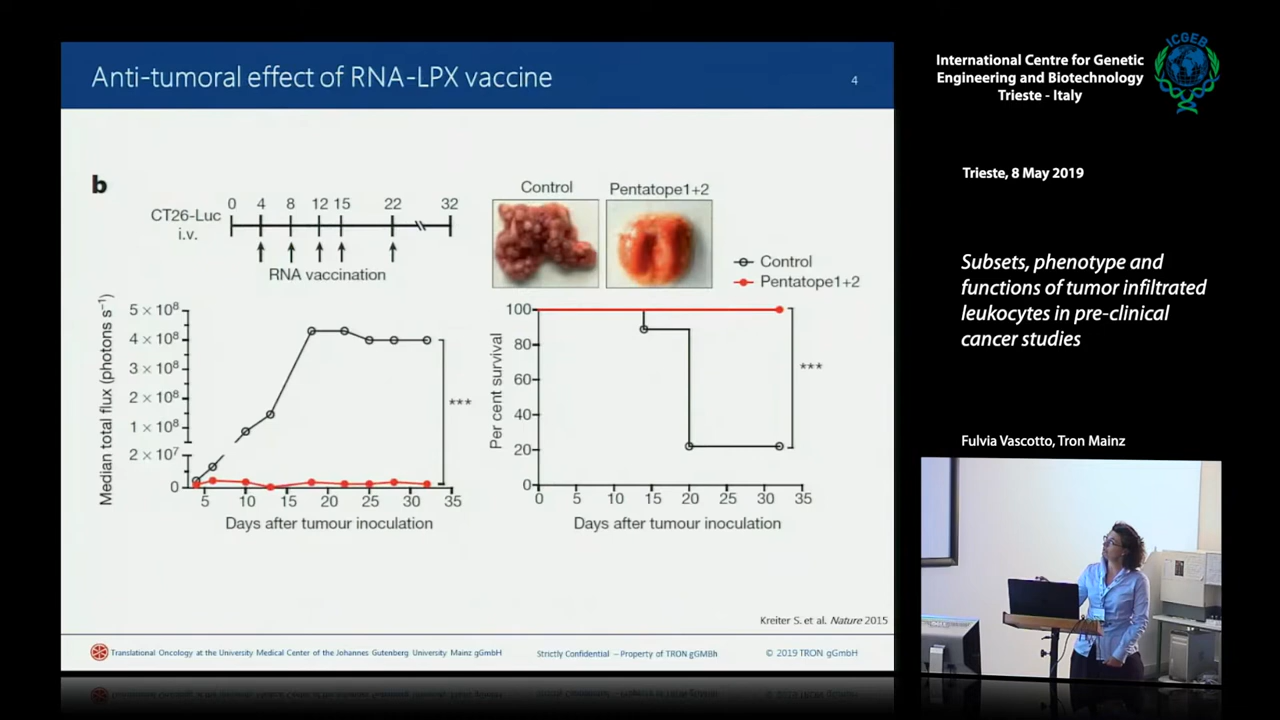 Anti-tumoral effect of RNA-LPX vaccine
4
b
CT26-Luc
i.v.
0 4 8 12 15 22 32
RNA vaccination
Control
Pentatope1+2
Control
Pentatope1+2
Median total flux (photons s⁻¹)
5 × 10⁸
4 × 10⁸
3 × 10⁸
2 × 10⁸
1 × 10⁸
2 × 10⁷
0
5 10 15 20 25 30 35
Days after tumour inoculation
***
Per cent survival
100
80
60
40
20
0
0 5 10 15 20 25 30 35
Days after tumour inoculation
***
Kreiter S. et al. Nature 2015
Translational Oncology at the University Medical Center of the Johannes Gutenberg University Mainz gGmbH
Strictly Confidential – Property of TRON gGMBh
© 2019 TRON gGmbH
International Centre for Genetic
Engineering and Biotechnology
Trieste - Italy
ICGEB
Trieste, 8 May 2019
Subsets, phenotype and
functions of tumor infiltrated
leukocytes in pre-clinical
cancer studies
Fulvia Vascotto, Tron Mainz